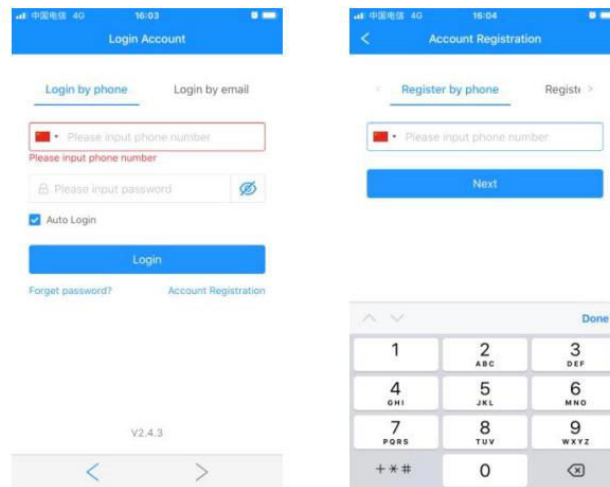 中国电信 4G 16:03
Login Account
Login by phone Login by email
Please input phone number
Please input phone number
Please input password
Auto Login
Login
Forget password? Account Registration
V2.4.3
中国电信 4G 16:04
Account Registration
Register by phone Registe
Please input phone number
Next
Done
1 2 3
ABC DEF
4 5 6
GHI JKL MNO
7 8 9
PQRS TUV WXYZ
+*# 0